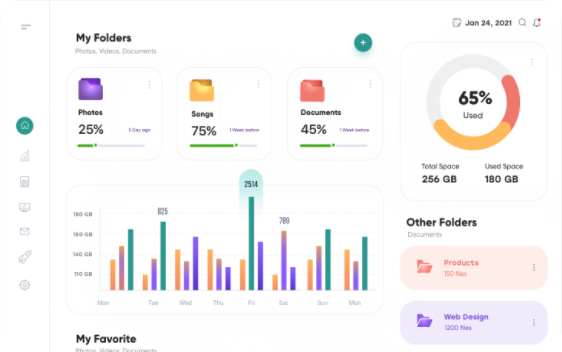 Jan 24, 2021
My Folders
Photos, Videos, Documents
Photos
25%
5 Day ago
Songs
75%
1 Week before
Documents
45%
1 Week before
65%
Used
Total Space
256 GB
Used Space
180 GB
2514
825
789
180 GB
160 GB
140 GB
110 GB
Mon Tue Wed Thu Fri Sat Sun Mon
Other Folders
Documents
Products
150 files
Web Design
1200 files
My Favorite
Photos, Videos, Documents